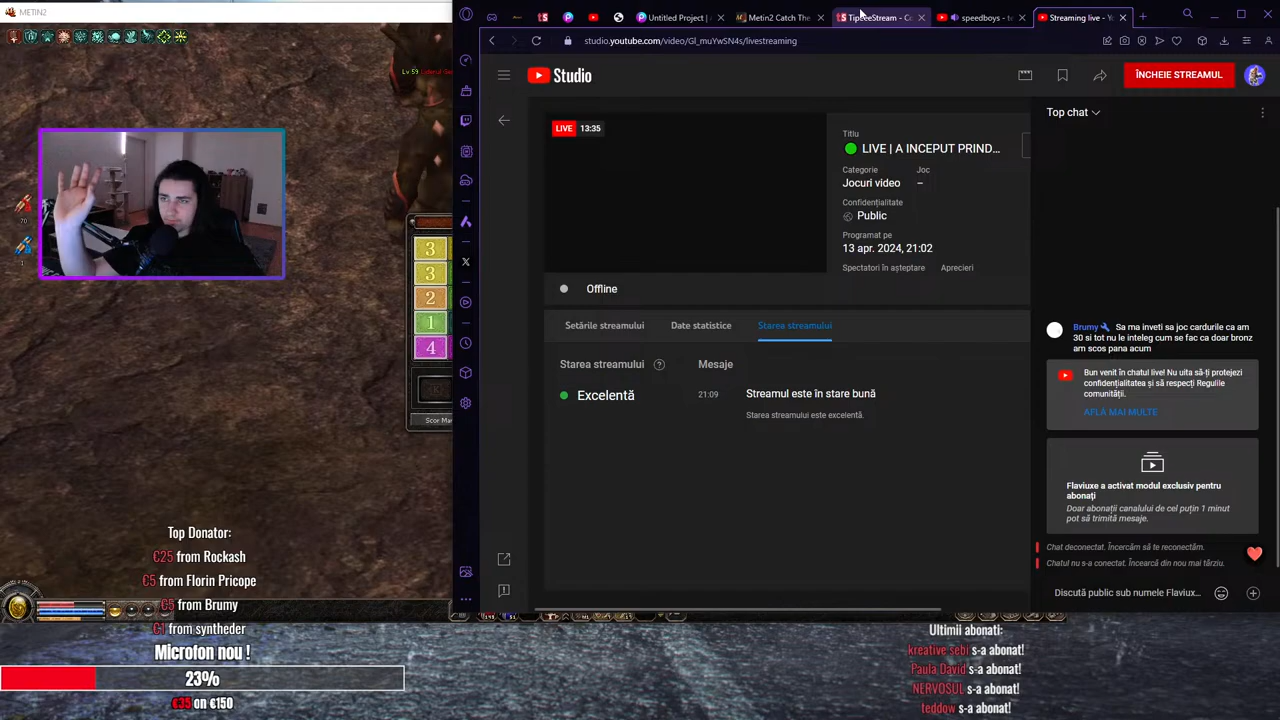 METIN2
Lv 59
20
1
3
3
2
1
4
Top Donator:
€25 from Rockash
€5 from Florin Pricope
€5 from Brumy
€1 from syntheder
Microfon nou !
23%
€35 on €150
Untitled Project |
Metin2 Catch The
TipeeStream - Co
speedboys - to
Streaming live - Yo
studio.youtube.com/video/Gl_muYwSN4s/livestreaming
Studio
ÎNCHEIE STREAMUL
LIVE 13:35
Titlu
LIVE | A INCEPUT PRIND...
Categorie Joc
Jocuri video –
Confidențialitate
Public
Programat pe
13 apr. 2024, 21:02
Spectatori în așteptare Aprecieri
Offline
Setările streamului Date statistice Starea streamului
Starea streamului Mesaje
Excelentă 21:09 Streamul este în stare bună
Starea streamului este excelentă.
Top chat
Brumy Sa ma inveti sa joc cardurile ca am
30 si tot nu le inteleg cum se fac ca doar bronz
am scos pana acum
Bun venit în chatul live! Nu uita să-ți protejezi
confidențialitatea și să respecți Regulile
comunității.
AFLĂ MAI MULTE
Flaviuxe a activat modul exclusiv pentru
abonați
Doar abonații canalului de cel puțin 1 minut
pot să trimită mesaje.
Chat deconectat. Încercăm să te reconectăm.
Chatul nu s-a conectat. Încearcă din nou mai târziu.
Discută public sub numele Flaviux...
Ultimii abonati:
kreative sebi s-a abonat!
Paula David s-a abonat!
NERVOSUL s-a abonat!
teddow s-a abonat!